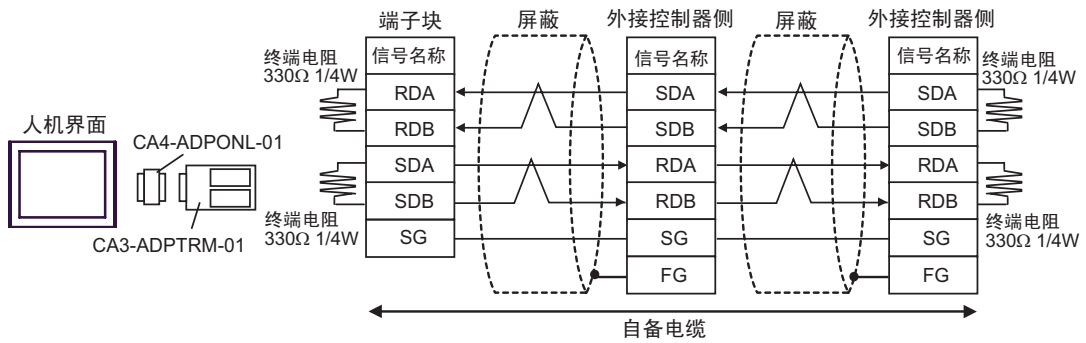 端子块
屏蔽
外接控制器侧
屏蔽
外接控制器侧
终端电阻
330Ω 1/4W
信号名称
信号名称
信号名称
终端电阻
330Ω 1/4W
RDA
SDA
SDA
RDB
SDB
SDB
SDA
RDA
RDA
SDB
RDB
RDB
SG
SG
SG
FG
FG
终端电阻
330Ω 1/4W
终端电阻
330Ω 1/4W
人机界面
CA4-ADPONL-01
CA3-ADPTRM-01
自备电缆